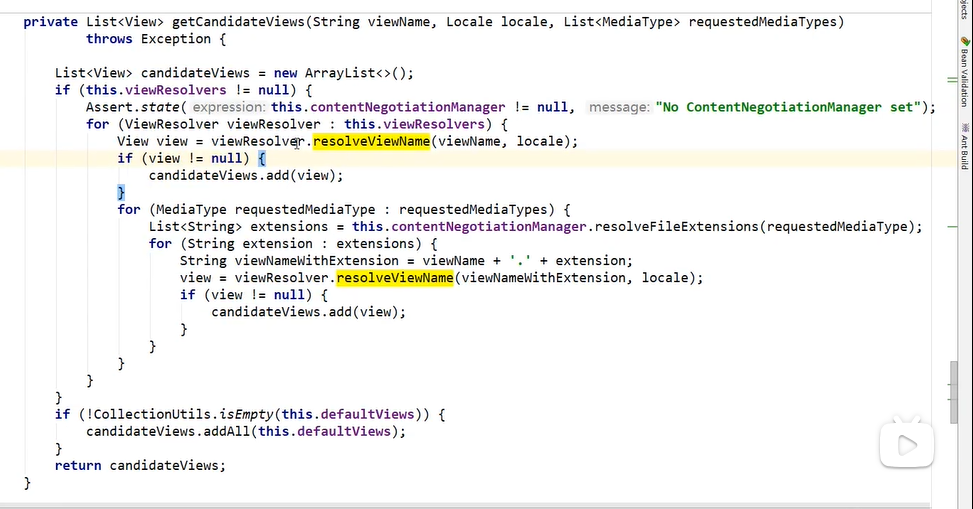 private List<View> getCandidateViews(String viewName, Locale locale, List<MediaType> requestedMediaTypes)
        throws Exception {

    List<View> candidateViews = new ArrayList<>();
    if (this.viewResolvers != null) {
        Assert.state( expression: this.contentNegotiationManager != null,  message: "No ContentNegotiationManager set");
        for (ViewResolver viewResolver : this.viewResolvers) {
            View view = viewResolver.resolveViewName(viewName, locale);
            if (view != null) {
                candidateViews.add(view);
            }
            for (MediaType requestedMediaType : requestedMediaTypes) {
                List<String> extensions = this.contentNegotiationManager.resolveFileExtensions(requestedMediaType);
                for (String extension : extensions) {
                    String viewNameWithExtension = viewName + '.' + extension;
                    view = viewResolver.resolveViewName(viewNameWithExtension, locale);
                    if (view != null) {
                        candidateViews.add(view);
                    }
                }
            }
        }
    }
    if (!CollectionUtils.isEmpty(this.defaultViews)) {
        candidateViews.addAll(this.defaultViews);
    }
    return candidateViews;
}
Bean Validation
Ant Build